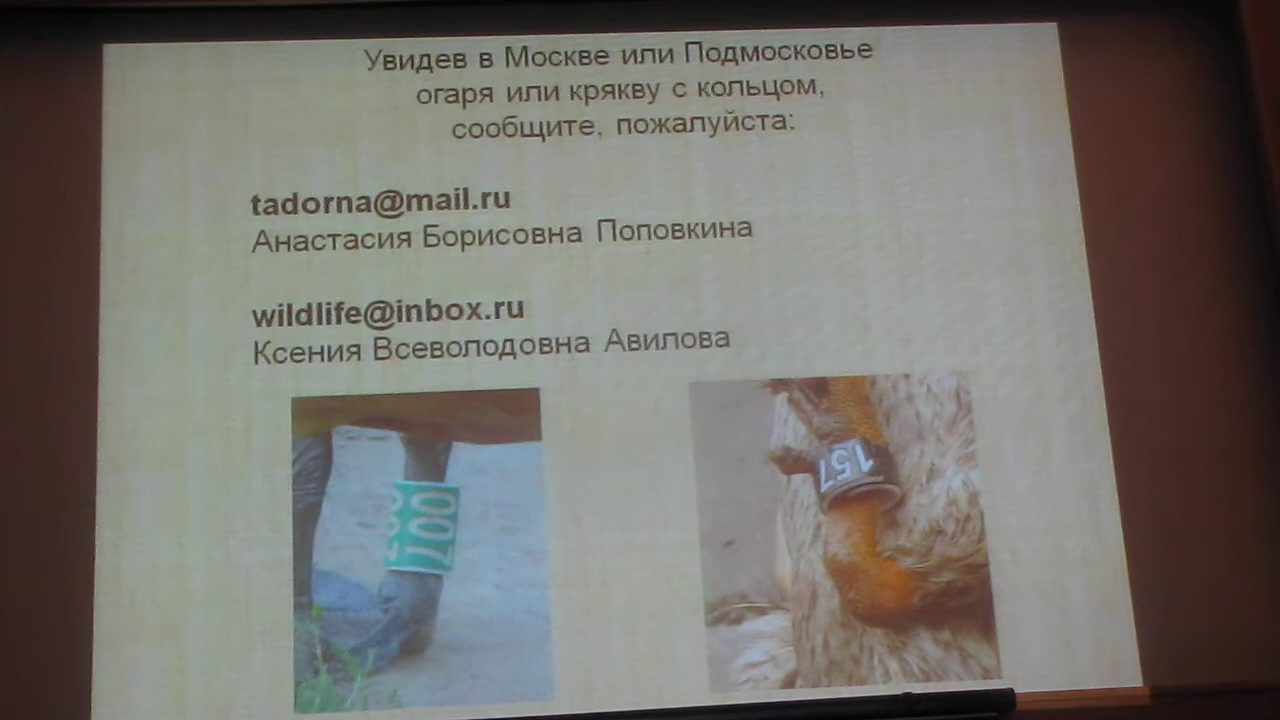 Увидев в Москве или Подмосковье
огаря или крякву с кольцом,
сообщите, пожалуйста:
tadorna@mail.ru
Анастасия Борисовна Поповкина
wildlife@inbox.ru
Ксения Всеволодовна Авилова
007
157